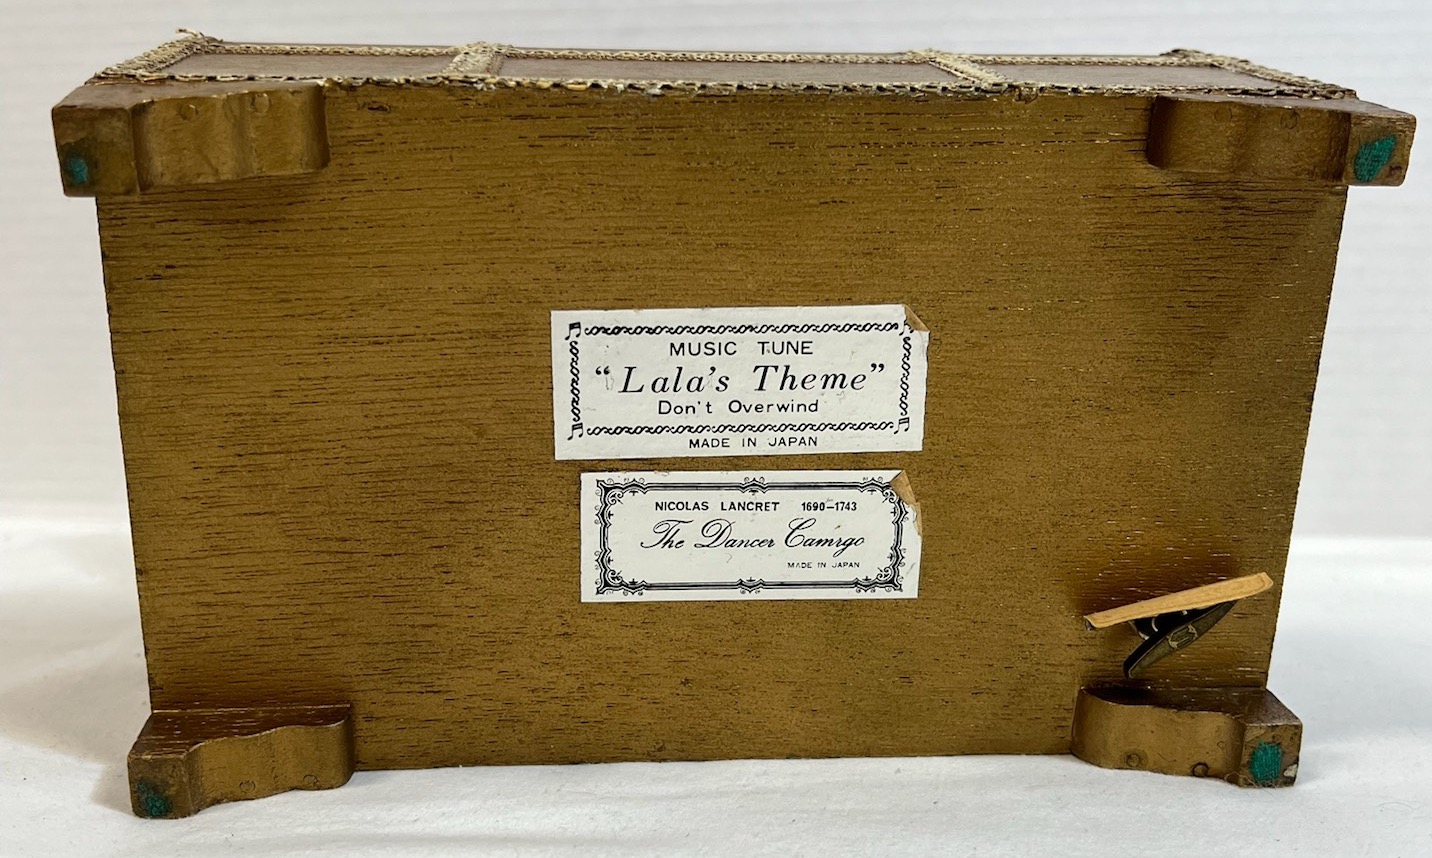 MUSIC TUNE
“Lala's Theme”
Don't Overwind
MADE IN JAPAN
NICOLAS LANCRET 1690–1743
The Dancer Camrgo
MADE IN JAPAN